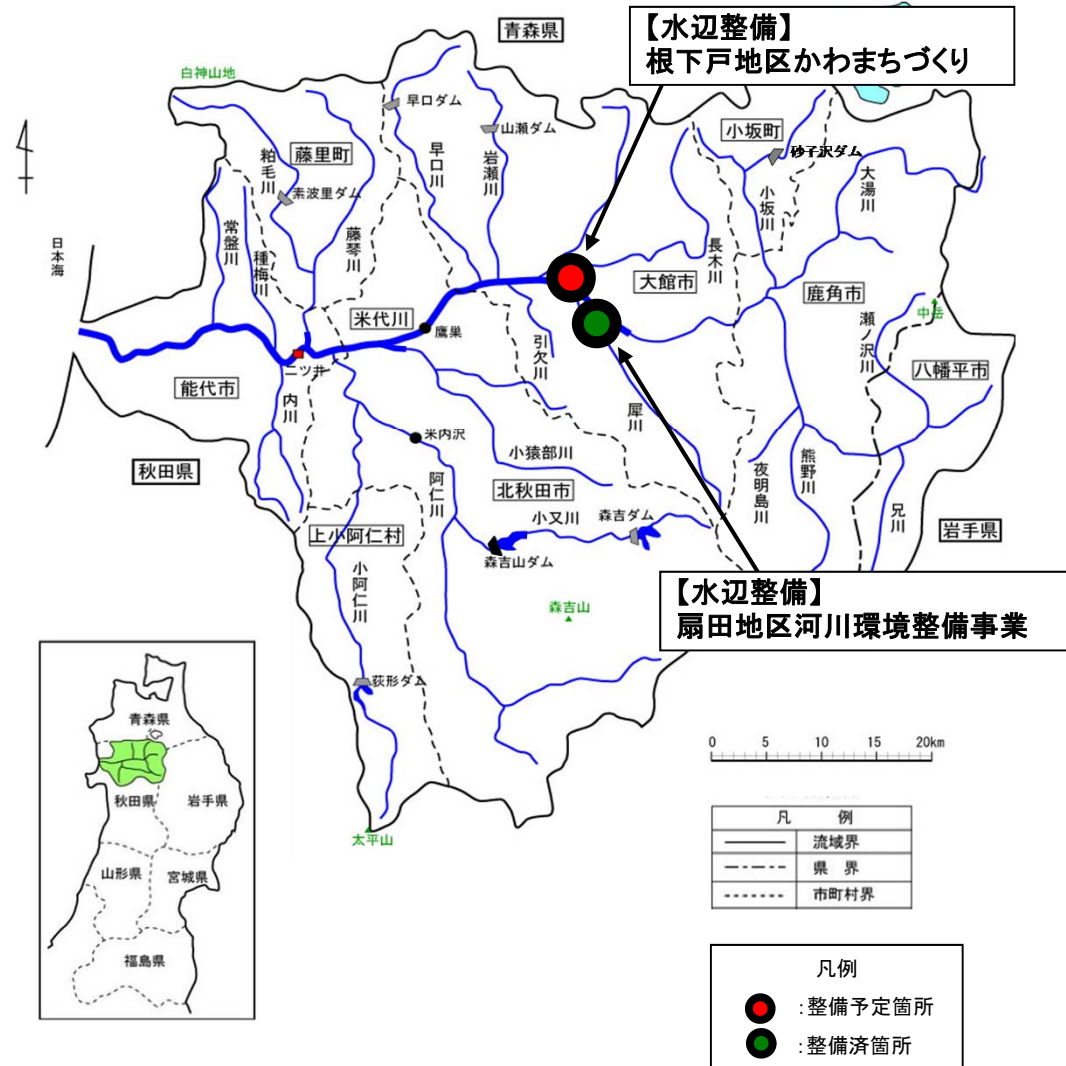 青森県
【水辺整備】
根下戸地区かわまちづくり
白神山地
早口ダム
山瀬ダム
小坂町
砂子沢ダム
藤里町
粕毛川
素波里ダム
早口川
岩瀬川
小坂川
大湯川
常盤川
種梅川
藤琴川
長木川
日本海
大館市
鹿角市
瀬ノ沢川
中岳
米代川
鷹巣
引欠川
八幡平市
二ツ井
能代市
内川
犀川
米内沢
小猿部川
秋田県
阿仁川
北秋田市
夜明島川
熊野川
兄川
小又川
森吉ダム
岩手県
上小阿仁村
森吉山ダム
小阿仁川
森吉山
【水辺整備】
扇田地区河川環境整備事業
萩形ダム
太平山
青森県
秋田県
岩手県
山形県
宮城県
福島県
0 5 10 15 20km
凡 例
流域界
県 界
市町村界
凡例
:整備予定箇所
:整備済箇所